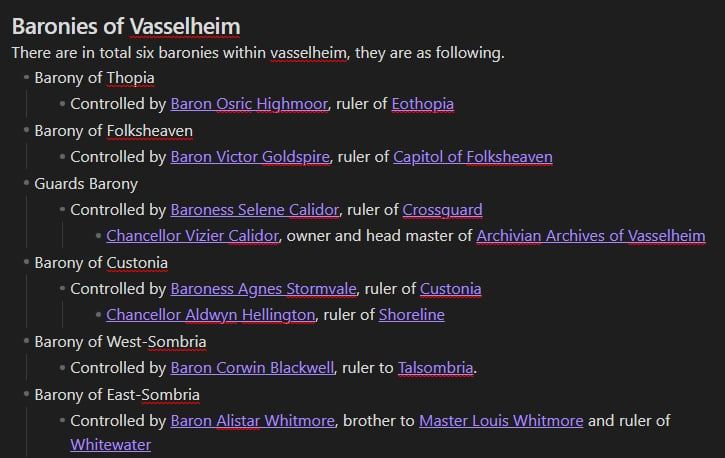 Baronies of Vasselheim
There are in total six baronies within vasselheim, they are as following.
Barony of Thopia
Controlled by Baron Osric Highmoor, ruler of Eothopia
Barony of Folksheaven
Controlled by Baron Victor Goldspire, ruler of Capitol of Folksheaven
Guards Barony
Controlled by Baroness Selene Calidor, ruler of Crossguard
Chancellor Vizier Calidor, owner and head master of Archivian Archives of Vasselheim
Barony of Custonia
Controlled by Baroness Agnes Stormvale, ruler of Custonia
Chancellor Aldwyn Hellington, ruler of Shoreline
Barony of West-Sombria
Controlled by Baron Corwin Blackwell, ruler to Talsombria.
Barony of East-Sombria
Controlled by Baron Alistar Whitmore, brother to Master Louis Whitmore and ruler of
Whitewater